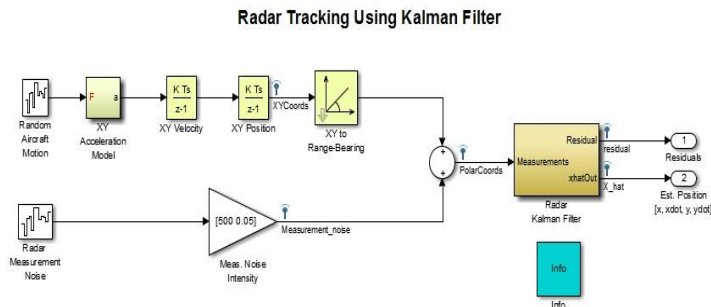 Radar Tracking Using Kalman Filter
Random
Aircraft
Motion
F a
XY
Acceleration
Model
K Ts
z-1
XY Velocity
K Ts
z-1
XY Position
XYCoords
XY to
Range-Bearing
+
+
PolarCoords
Measurements
Residual
xhatOut
Radar
Kalman Filter
residual
1
Residuals
X_hat
2
Est. Position
[x, xdot, y, ydot]
Radar
Measurement
Noise
[500 0.05]
Meas. Noise
Intensity
Measurement_noise
Info
Info